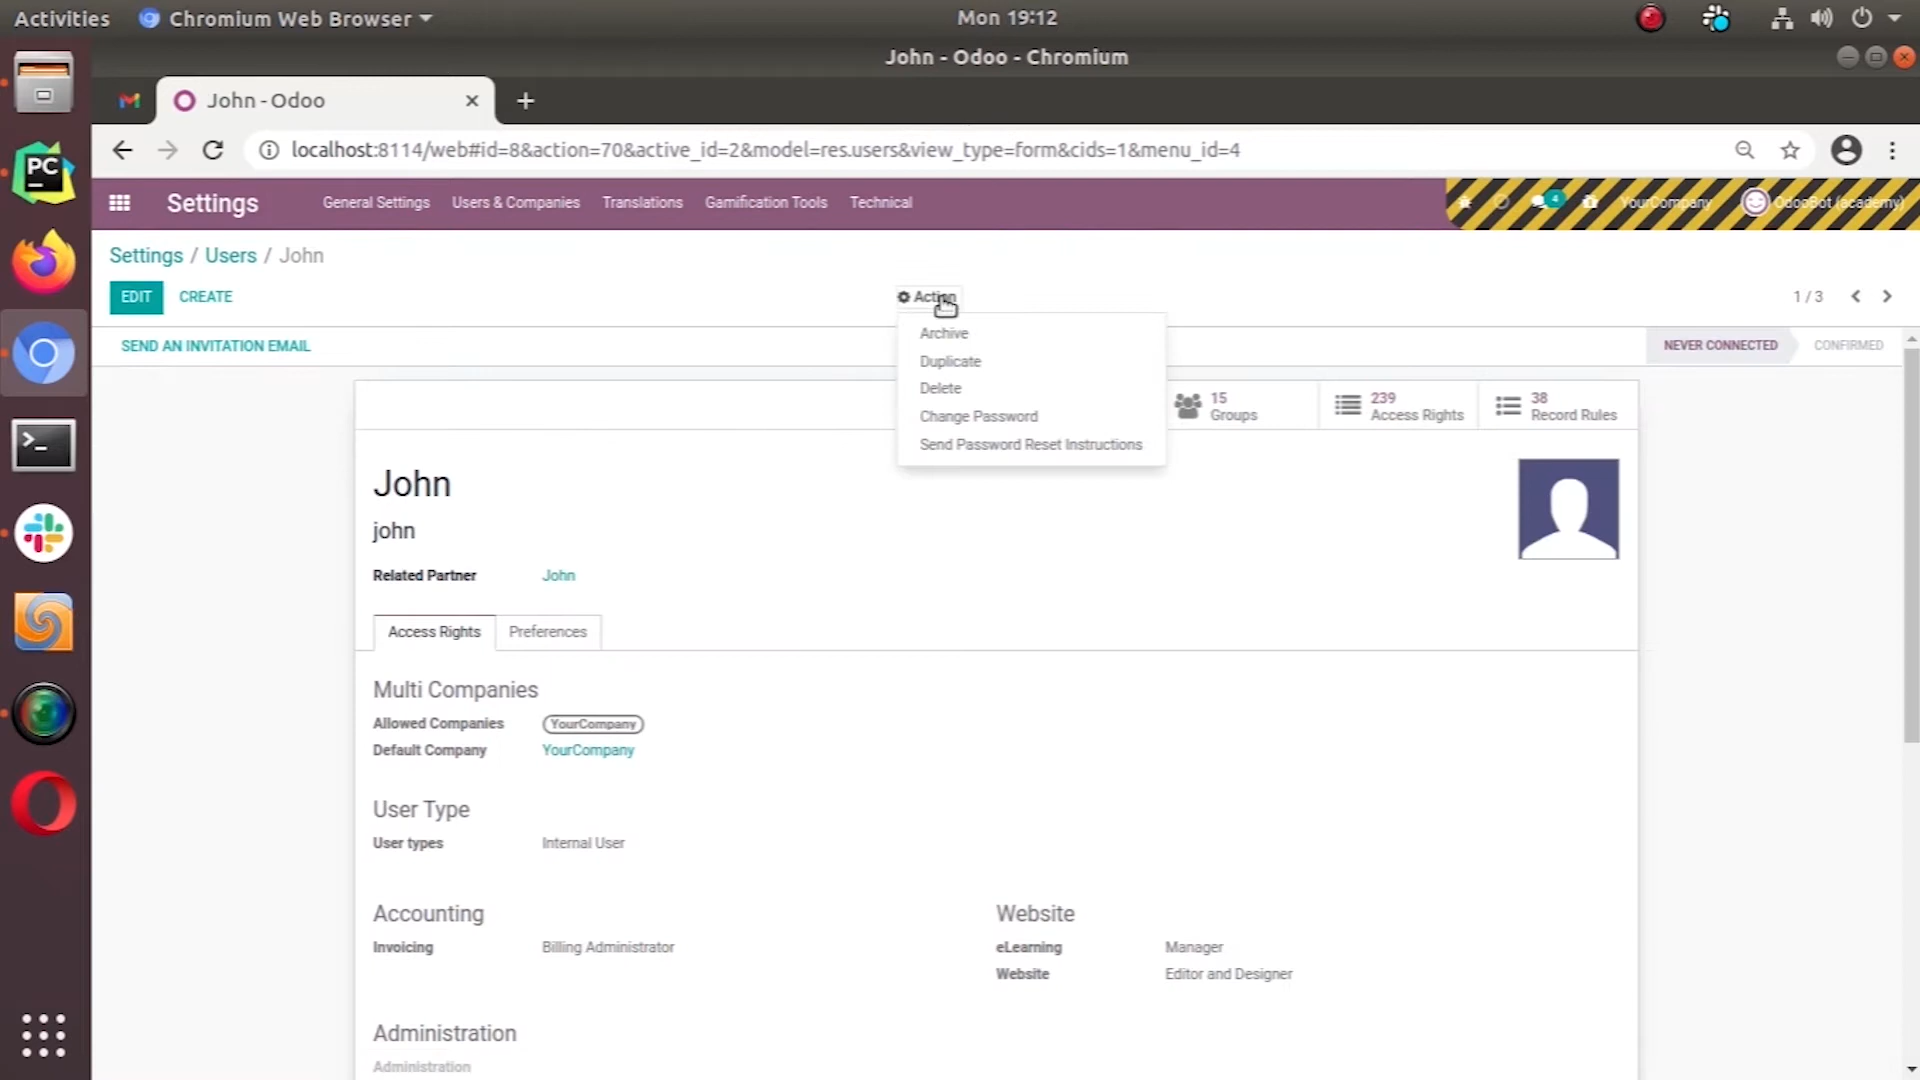 Activities
Chromium Web Browser
Mon 19:12
John - Odoo - Chromium
John - Odoo
localhost:8114/web#id=8&action=70&active_id=2&model=res.users&view_type=form&cids=1&menu_id=4
Settings
General Settings
Users & Companies
Translations
Gamification Tools
Technical
4
YourCompany
OdooBot (academy)
Settings / Users / John
EDIT
CREATE
Action
1 / 3
Archive
Duplicate
Delete
Change Password
Send Password Reset Instructions
SEND AN INVITATION EMAIL
NEVER CONNECTED
CONFIRMED
15
Groups
239
Access Rights
38
Record Rules
John
john
Related Partner
John
Access Rights
Preferences
Multi Companies
Allowed Companies
YourCompany
Default Company
YourCompany
User Type
User types
Internal User
Accounting
Invoicing
Billing Administrator
Website
eLearning
Manager
Website
Editor and Designer
Administration
Administration
PC